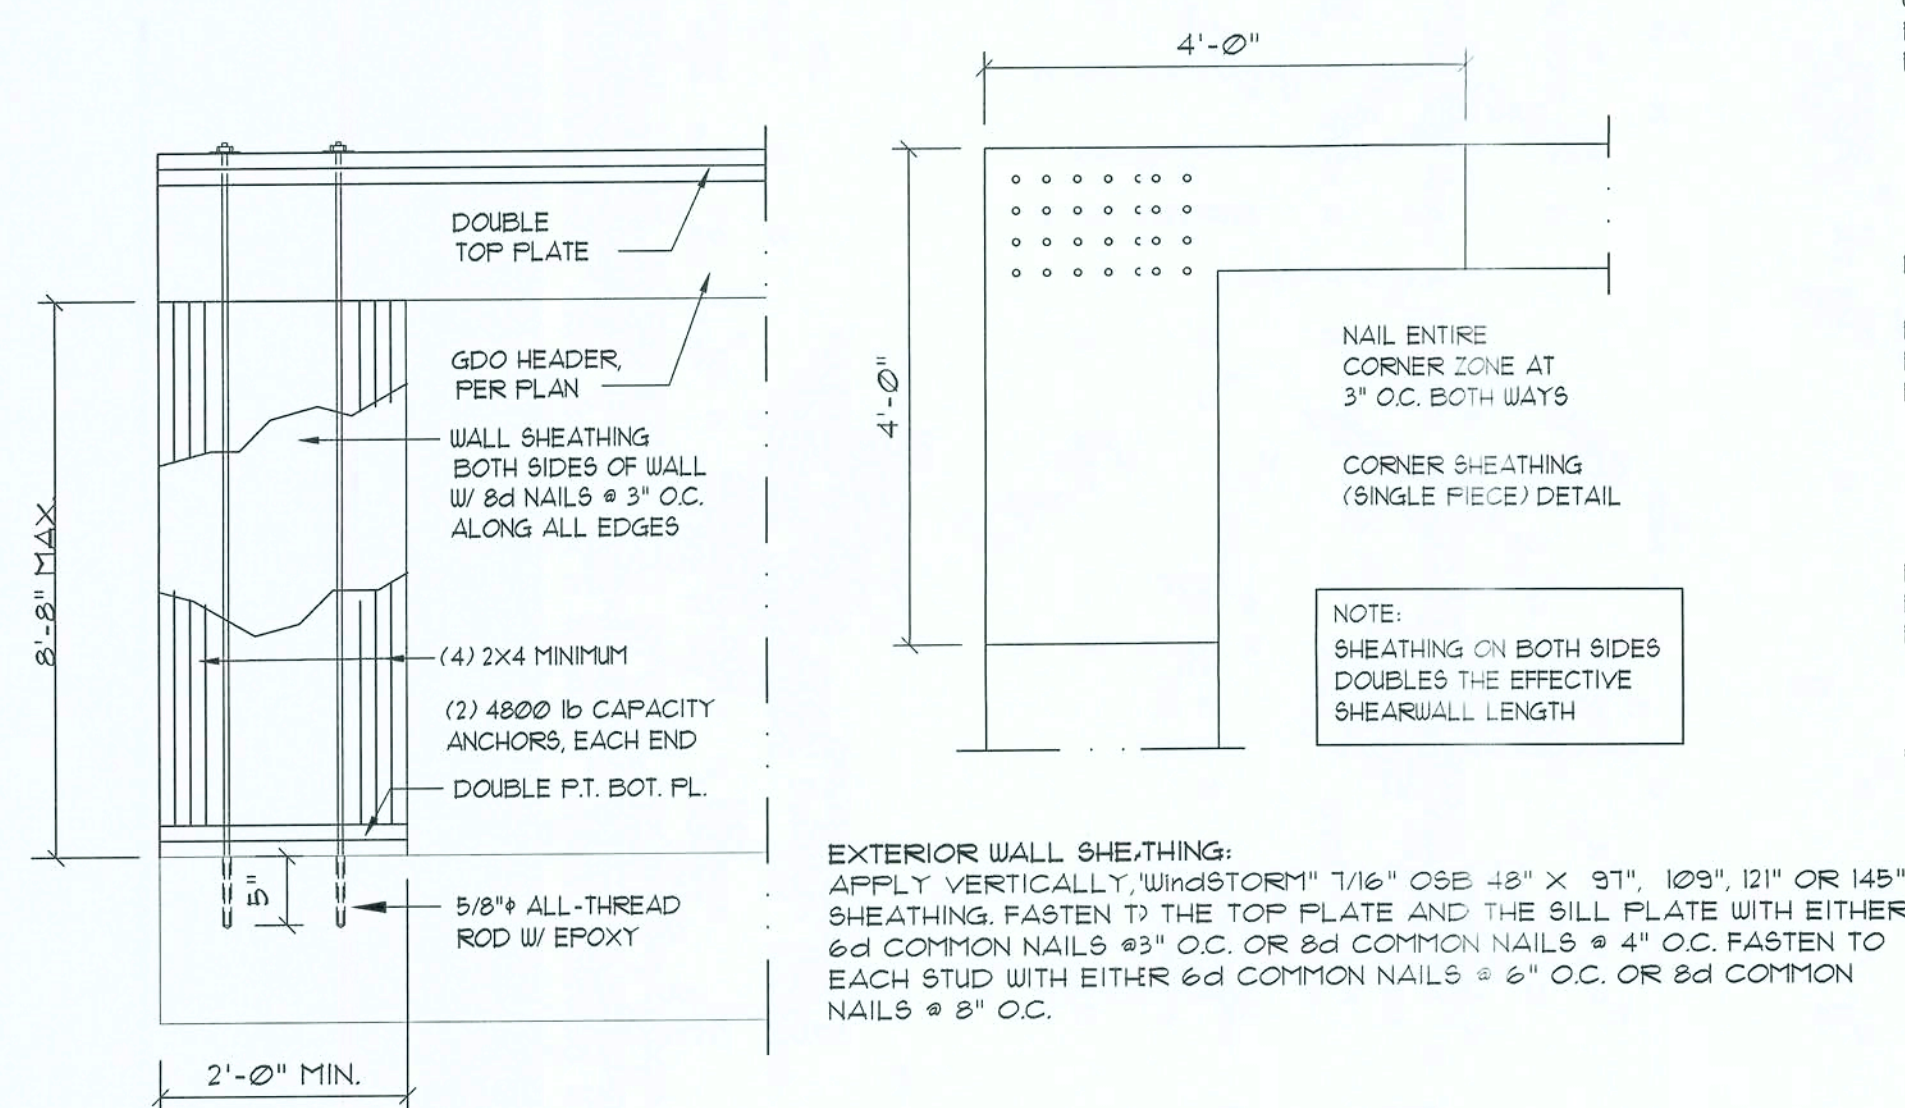 4'-0"
DOUBLE
TOP PLATE
GDO HEADER,
PER PLAN
WALL SHEATHING
BOTH SIDES OF WALL
W/ 8d NAILS @ 3" O.C.
ALONG ALL EDGES
8'-8" MAX.
(4) 2X4 MINIMUM
(2) 4800 lb CAPACITY
ANCHORS, EACH END
DOUBLE P.T. BOT. PL.
5"
5/8"φ ALL-THREAD
ROD W/ EPOXY
2'-0" MIN.
4'-0"
NAIL ENTIRE
CORNER ZONE AT
3" O.C. BOTH WAYS
CORNER SHEATHING
(SINGLE PIECE) DETAIL
NOTE:
SHEATHING ON BOTH SIDES
DOUBLES THE EFFECTIVE
SHEARWALL LENGTH
EXTERIOR WALL SHEATHING:
APPLY VERTICALLY, "WindSTORM" 7/16" OSB 48" X 97", 109", 121" OR 145"
SHEATHING. FASTEN TO THE TOP PLATE AND THE SILL PLATE WITH EITHER
6d COMMON NAILS @3" O.C. OR 8d COMMON NAILS @ 4" O.C. FASTEN TO
EACH STUD WITH EITHER 6d COMMON NAILS @ 6" O.C. OR 8d COMMON
NAILS @ 8" O.C.